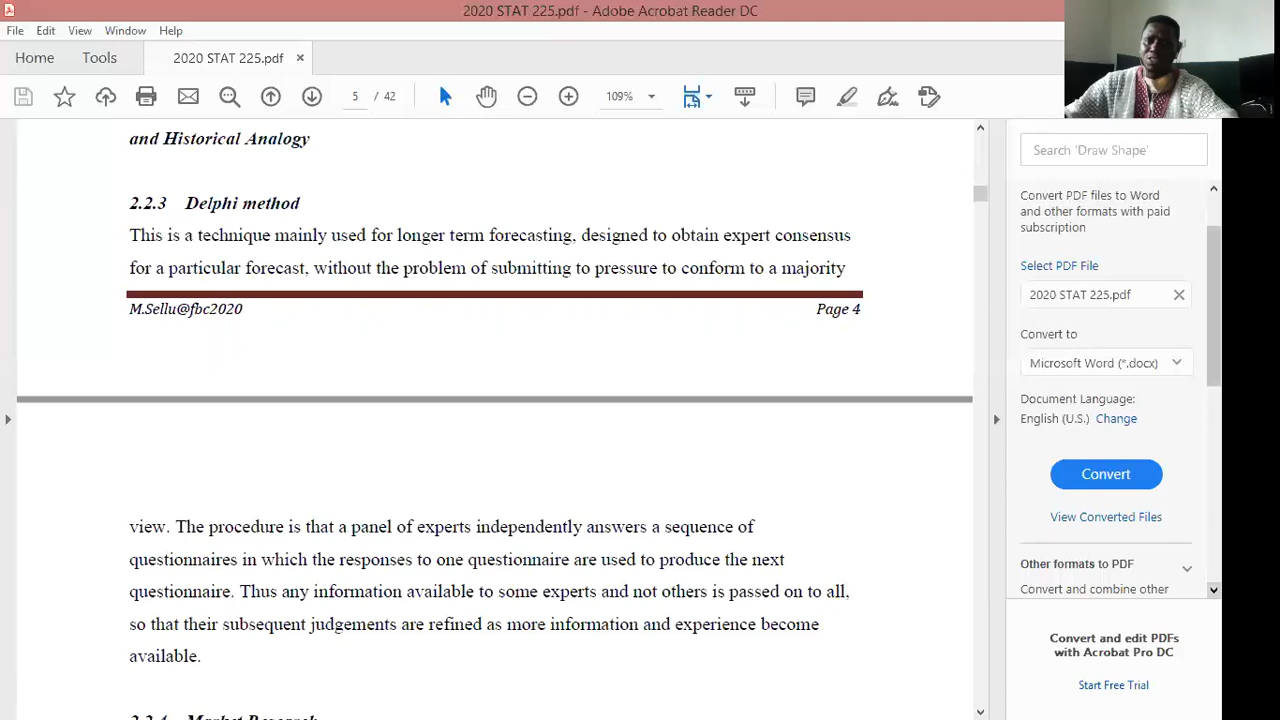 2020 STAT 225.pdf - Adobe Acrobat Reader DC
File Edit View Window Help
Home Tools 2020 STAT 225.pdf ×
5 / 42 109%
and Historical Analogy
2.2.3 Delphi method
This is a technique mainly used for longer term forecasting, designed to obtain expert consensus
for a particular forecast, without the problem of submitting to pressure to conform to a majority
M.Sellu@fbc2020 Page 4
view. The procedure is that a panel of experts independently answers a sequence of
questionnaires in which the responses to one questionnaire are used to produce the next
questionnaire. Thus any information available to some experts and not others is passed on to all,
so that their subsequent judgements are refined as more information and experience become
available.
2.2.4 Market Research
Search 'Draw Shape'
Convert PDF files to Word
and other formats with paid
subscription
Select PDF File
2020 STAT 225.pdf
Convert to
Microsoft Word (*.docx)
Document Language:
English (U.S.) Change
Convert
View Converted Files
Other formats to PDF
Convert and combine other
Convert and edit PDFs
with Acrobat Pro DC
Start Free Trial